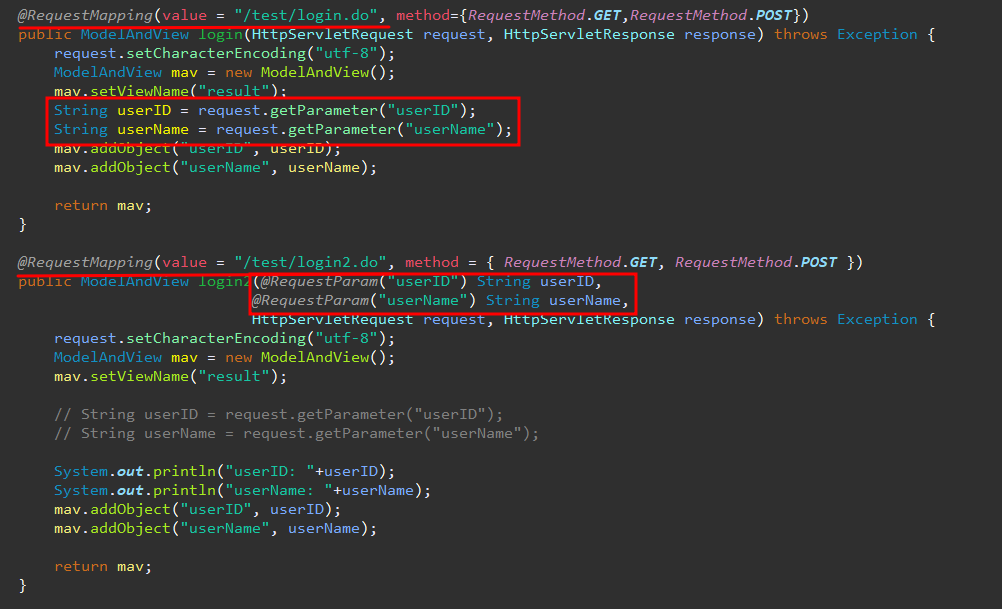 @RequestMapping(value = "/test/login.do", method={RequestMethod.GET,RequestMethod.POST})
public ModelAndView login(HttpServletRequest request, HttpServletResponse response) throws Exception {
    request.setCharacterEncoding("utf-8");
    ModelAndView mav = new ModelAndView();
    mav.setViewName("result");
    String userID = request.getParameter("userID");
    String userName = request.getParameter("userName");
    mav.addObject("userID", userID);
    mav.addObject("userName", userName);
    return mav;
}
@RequestMapping(value = "/test/login2.do", method = { RequestMethod.GET, RequestMethod.POST })
public ModelAndView login2(@RequestParam("userID") String userID,
                          @RequestParam("userName") String userName,
                          HttpServletRequest request, HttpServletResponse response) throws Exception {
    request.setCharacterEncoding("utf-8");
    ModelAndView mav = new ModelAndView();
    mav.setViewName("result");
    // String userID = request.getParameter("userID");
    // String userName = request.getParameter("userName");
    System.out.println("userID: "+userID);
    System.out.println("userName: "+userName);
    mav.addObject("userID", userID);
    mav.addObject("userName", userName);
    return mav;
}